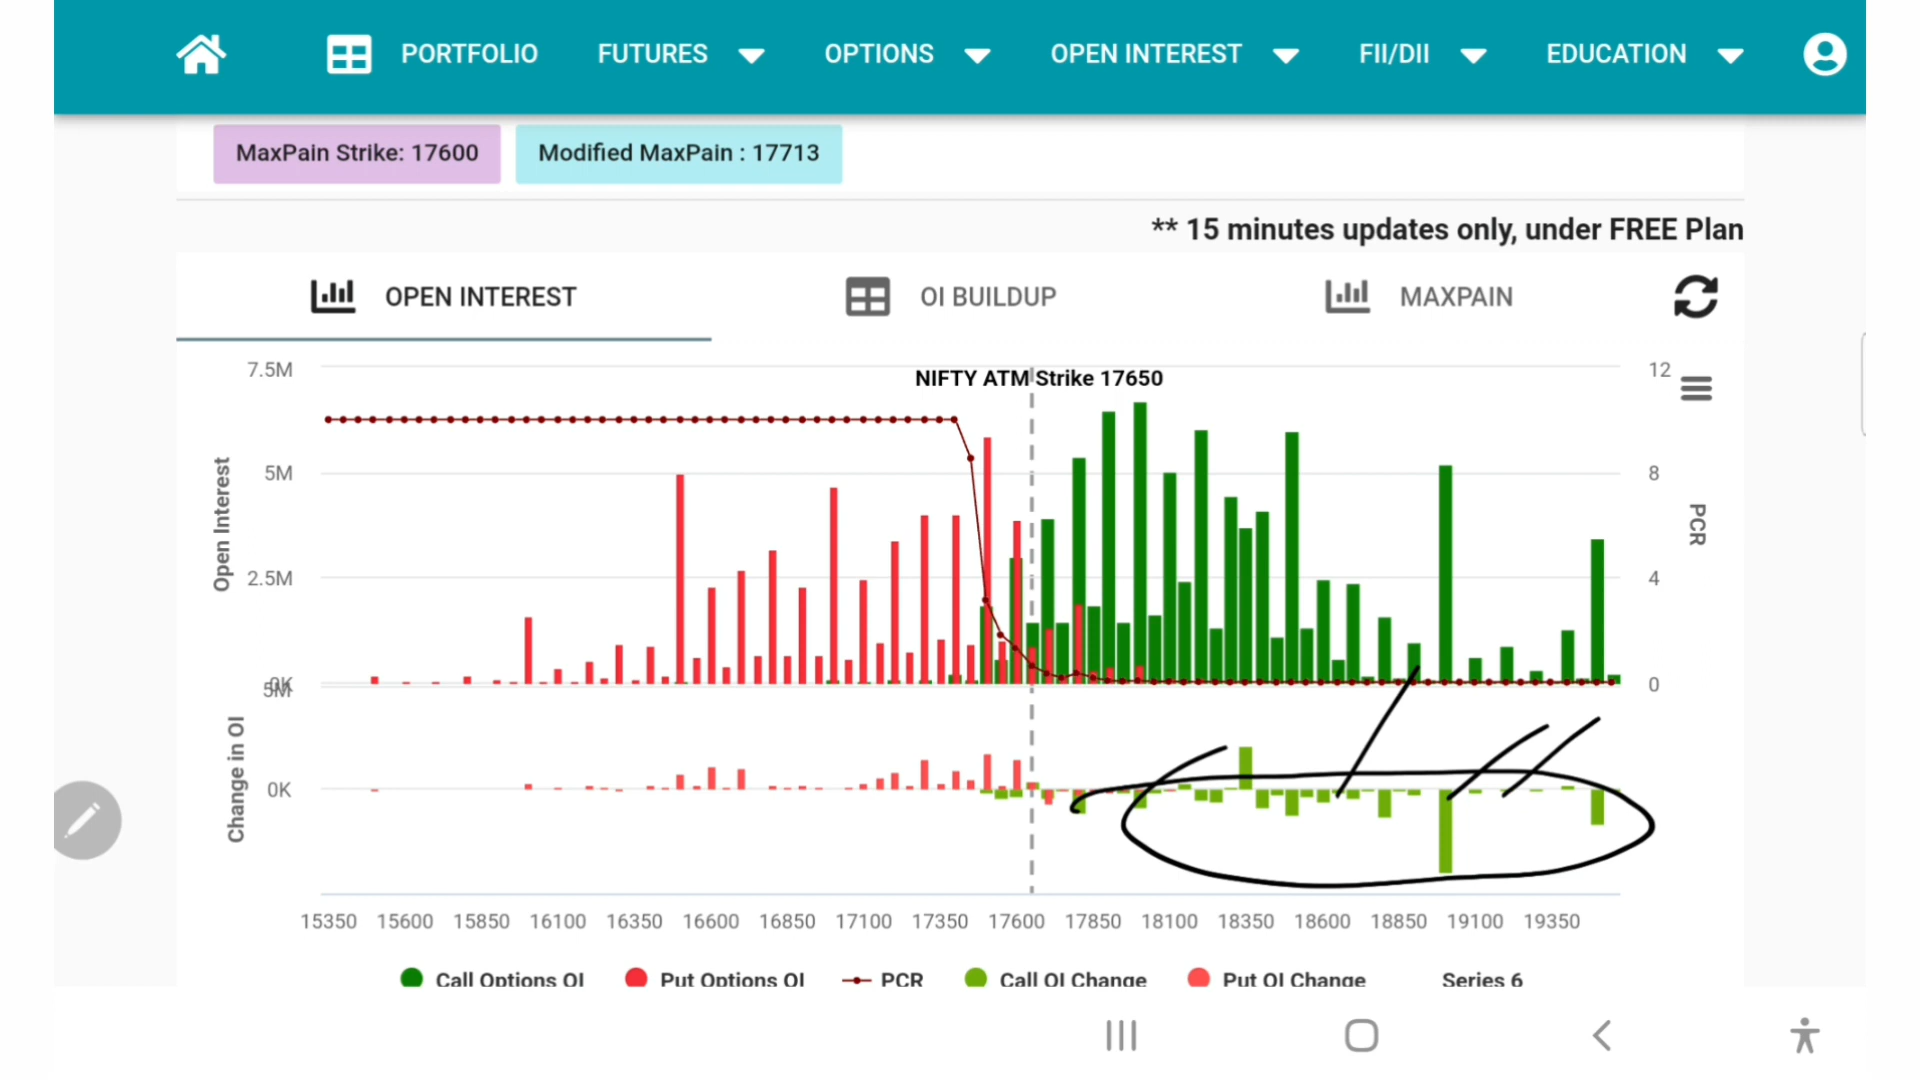 PORTFOLIO FUTURES OPTIONS OPEN INTEREST FII/DII EDUCATION
MaxPain Strike: 17600 Modified MaxPain : 17713
** 15 minutes updates only, under FREE Plan
OPEN INTEREST OI BUILDUP MAXPAIN
NIFTY ATM Strike 17650
7.5M 12
5M 8
2.5M 4
0K 0
5M
0K
Open Interest
Change in OI
PCR
15350 15600 15850 16100 16350 16600 16850 17100 17350 17600 17850 18100 18350 18600 18850 19100 19350
Call Options OI Put Options OI PCR Call OI Change Put OI Change Series 6